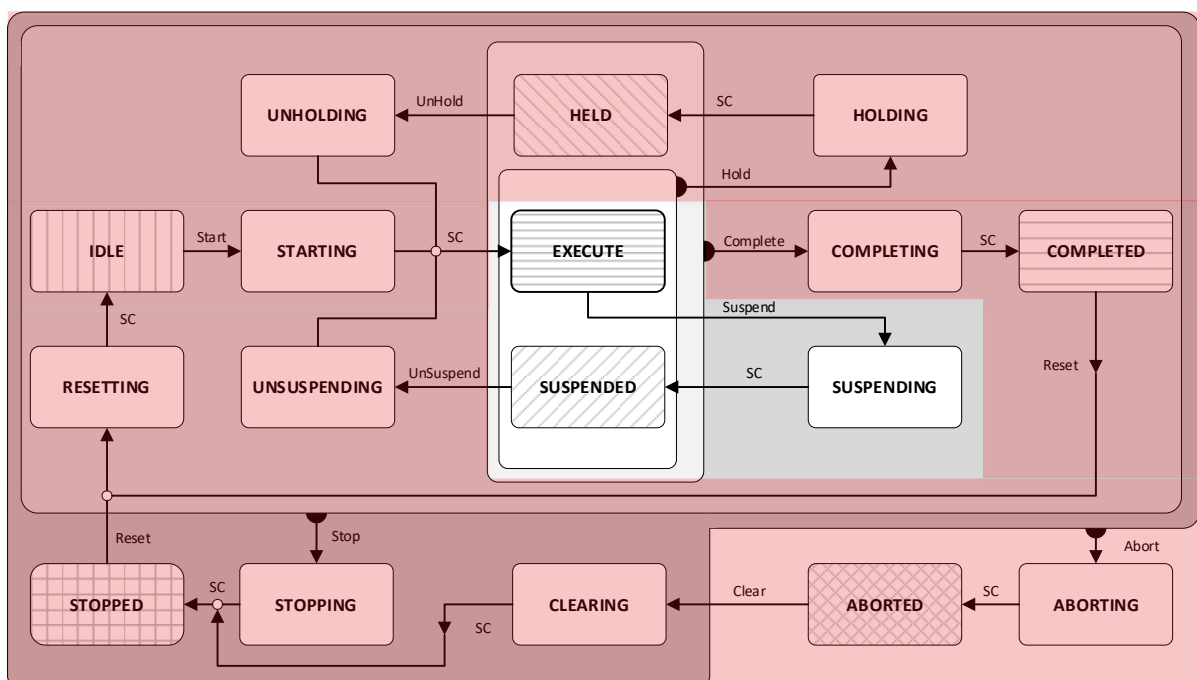 UNHOLDING
UnHold
HELD
SC
HOLDING
Hold
IDLE
Start
STARTING
SC
EXECUTE
Complete
COMPLETING
SC
COMPLETED
SC
Suspend
RESETTING
UNSUSPENDING
UnSuspend
SUSPENDED
SC
SUSPENDING
Reset
Reset
Stop
Abort
STOPPED
SC
STOPPING
SC
CLEARING
Clear
ABORTED
SC
ABORTING